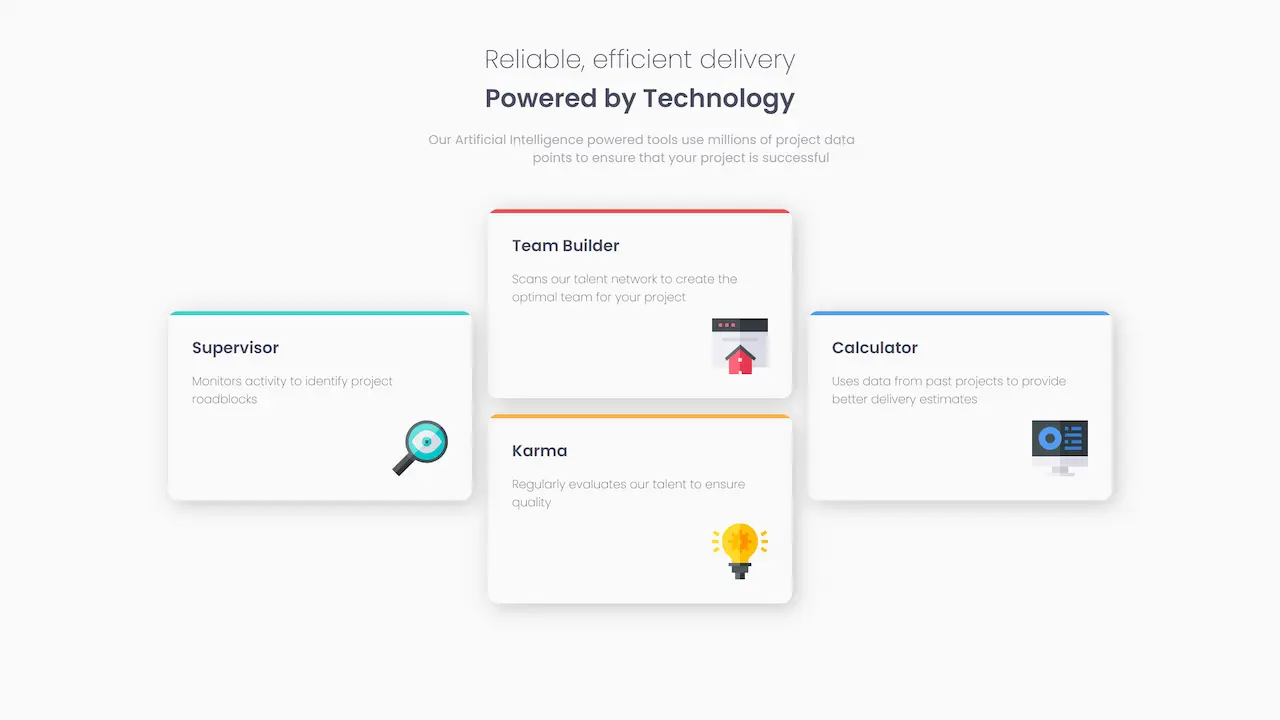 Reliable, efficient delivery
Powered by Technology
Our Artificial Intelligence powered tools use millions of project data
points to ensure that your project is successful
Team Builder
Scans our talent network to create the
optimal team for your project
Supervisor
Monitors activity to identify project
roadblocks
Calculator
Uses data from past projects to provide
better delivery estimates
Karma
Regularly evaluates our talent to ensure
quality